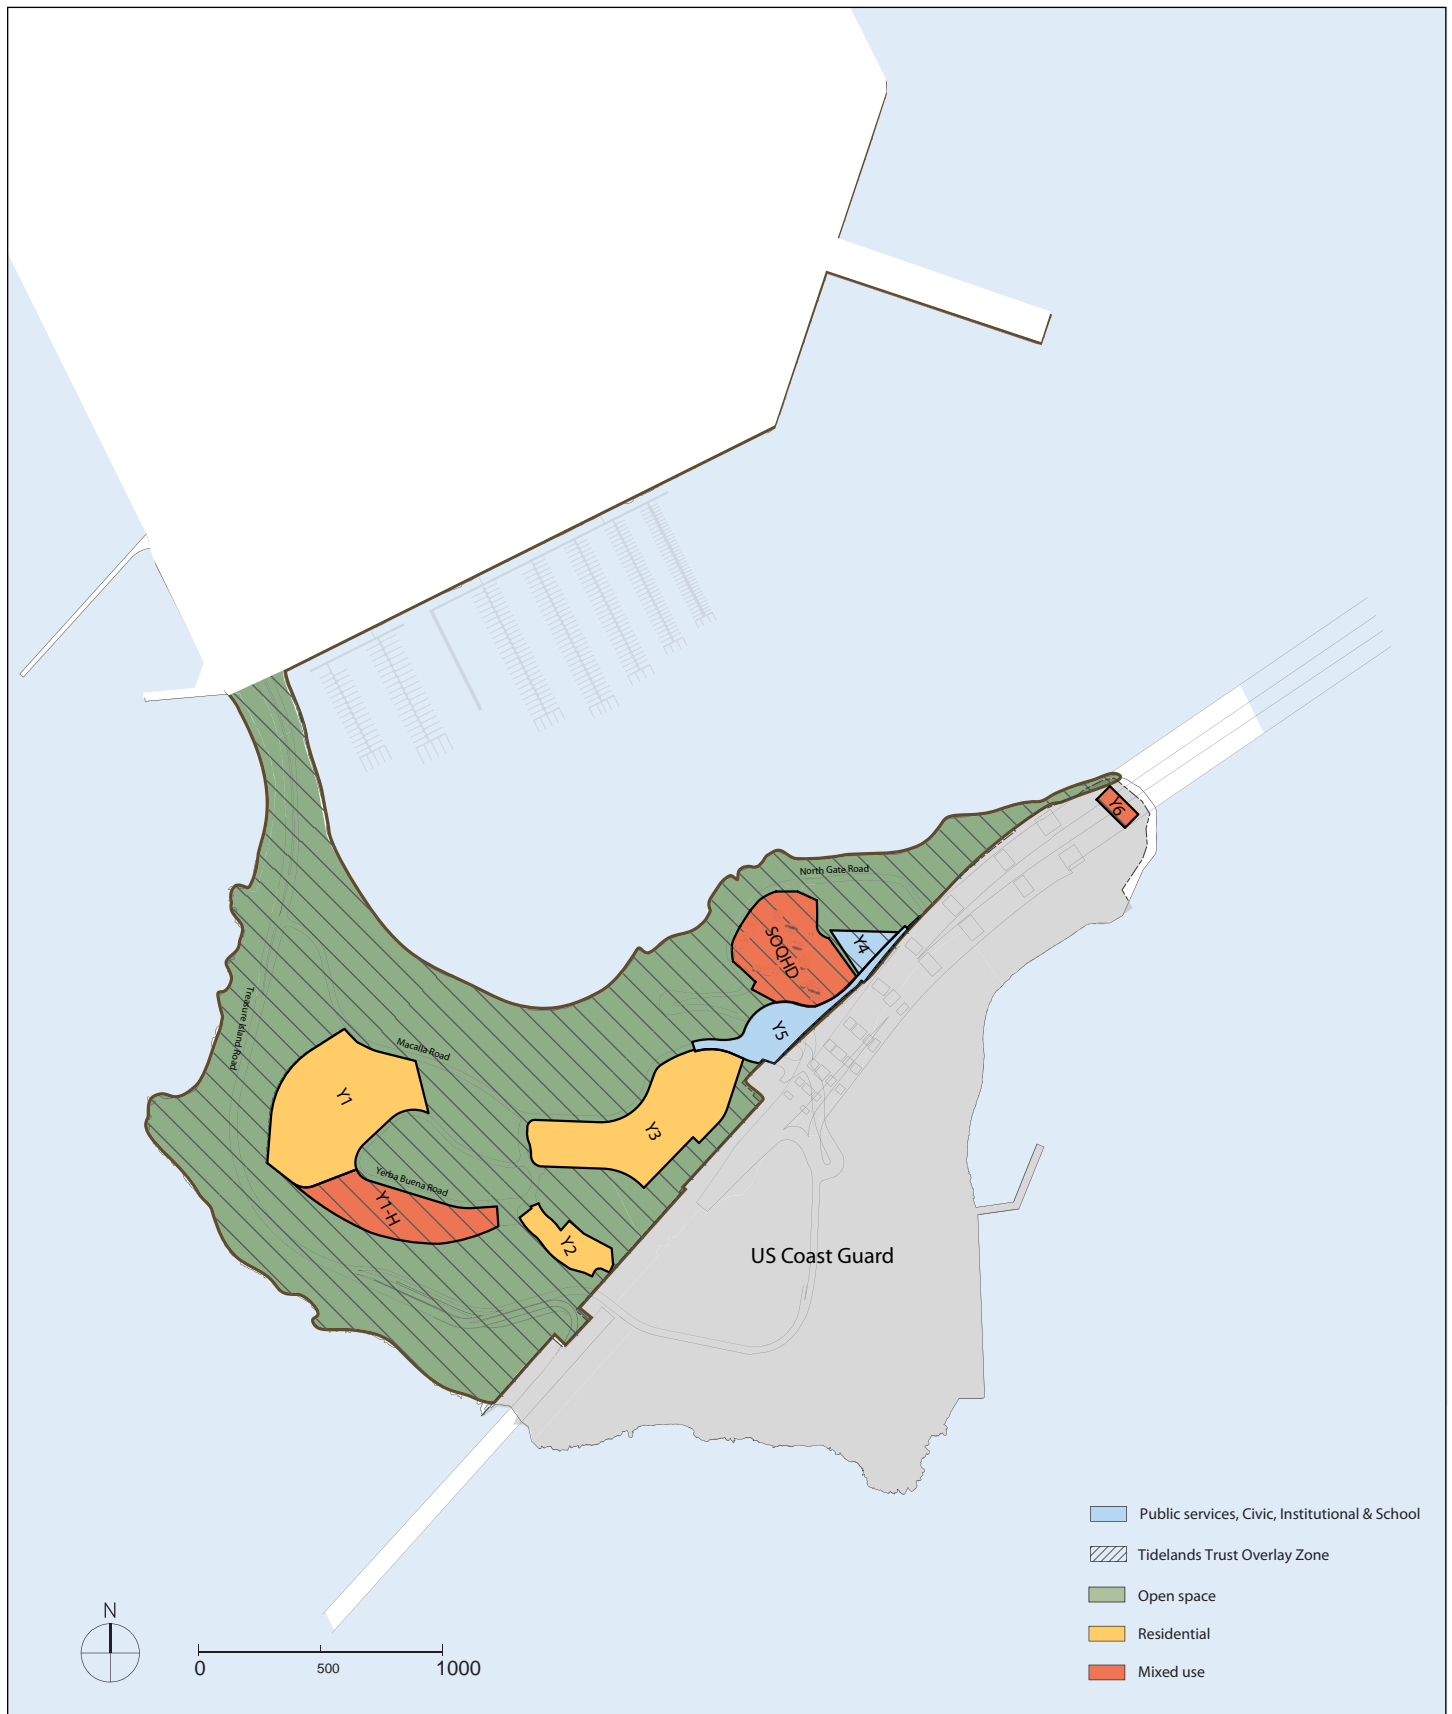 Y6
North Gate Road
SOQHD
Y4
Y5
Treasure Island Road
Macalla Road
Y1
Y3
Yerba Buena Road
Y1-H
Y2
US Coast Guard
Public services, Civic, Institutional & School
Tidelands Trust Overlay Zone
Open space
Residential
Mixed use
N
0
500
1000